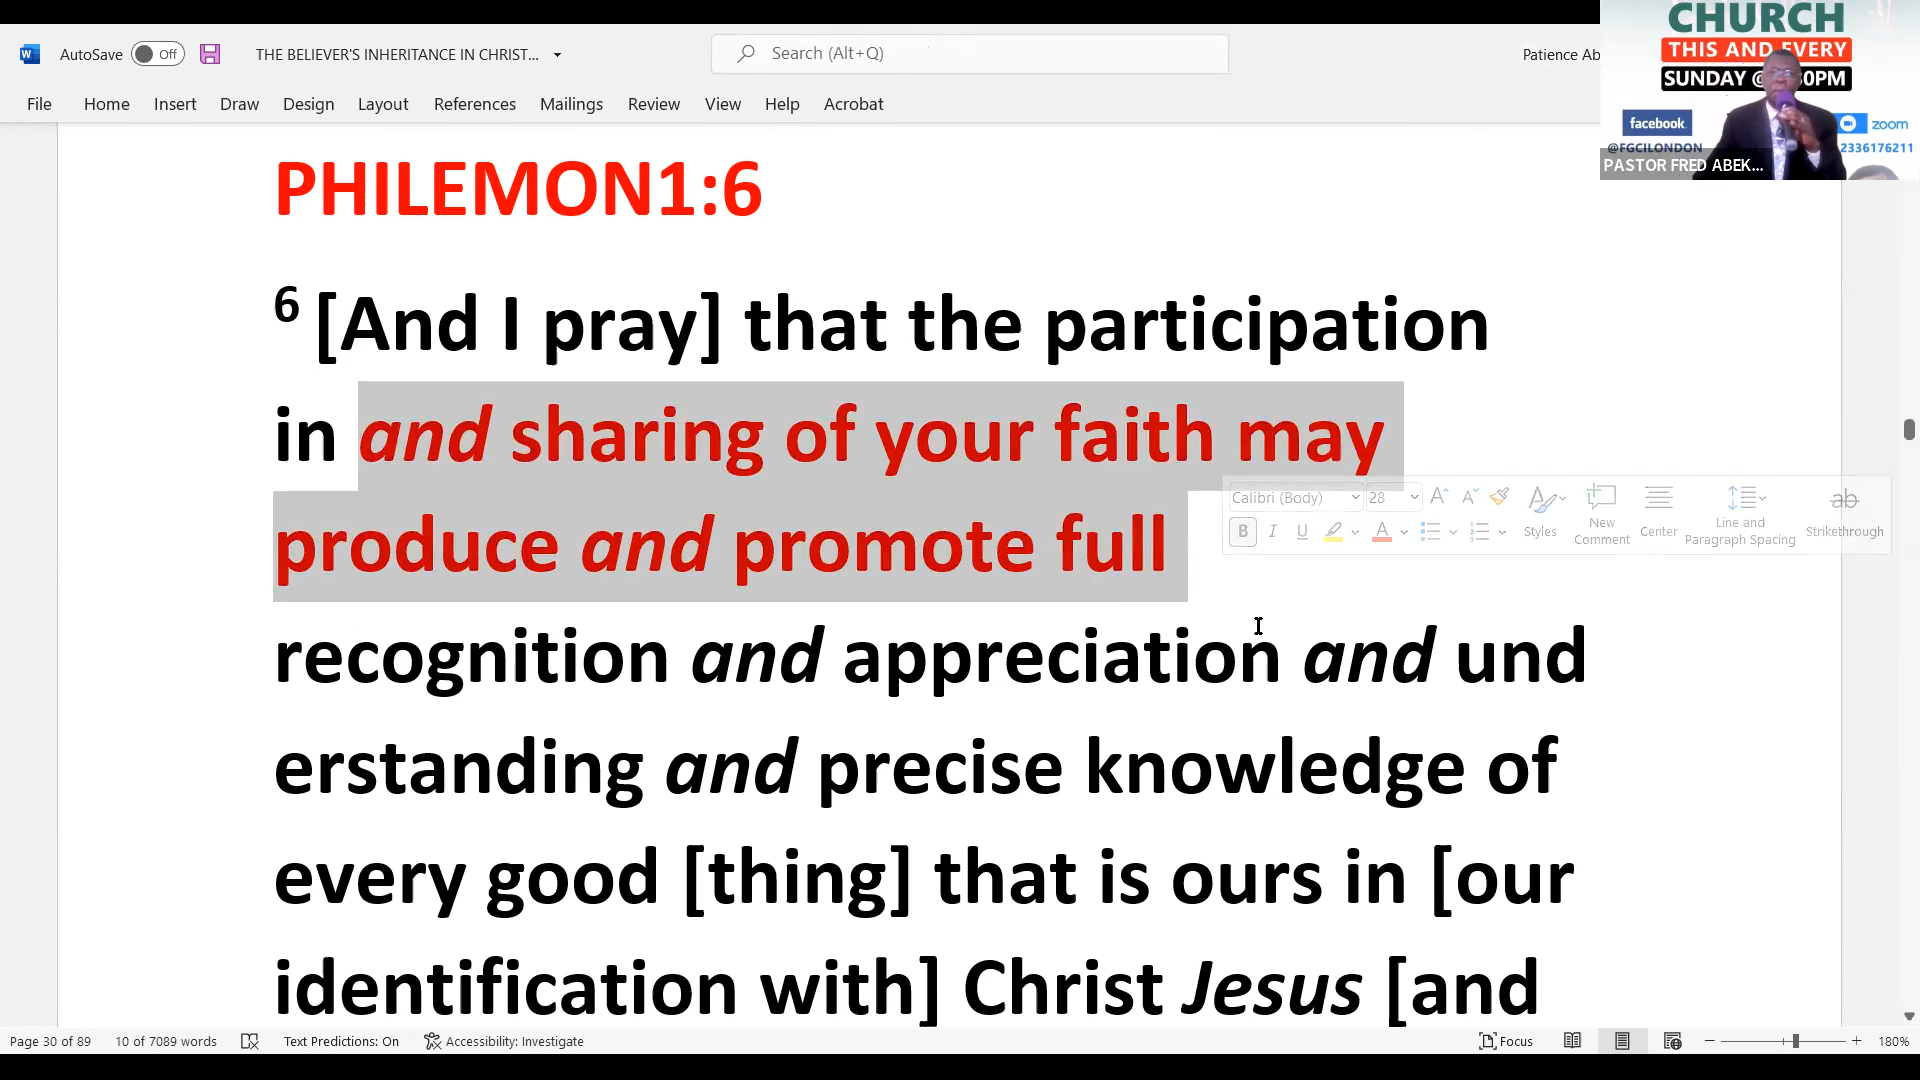 CHURCH
THIS AND EVERY
SUNDAY @
0PM
facebook
zoom
@FGCILONDON
2336176211
PASTOR FRED ABEK...
AutoSave Off
THE BELIEVER'S INHERITANCE IN CHRIST...
Search (Alt+Q)
Patience Ab
File Home Insert Draw Design Layout References Mailings Review View Help Acrobat
PHILEMON1:6
6 [And I pray] that the participation
in and sharing of your faith may
produce and promote full
recognition and appreciation and und
erstanding and precise knowledge of
every good [thing] that is ours in [our
identification with] Christ Jesus [and
Calibri (Body) 28
Styles
New
Comment
Center
Line and
Paragraph Spacing
Strikethrough
Page 30 of 89 10 of 7089 words Text Predictions: On Accessibility: Investigate Focus 180%